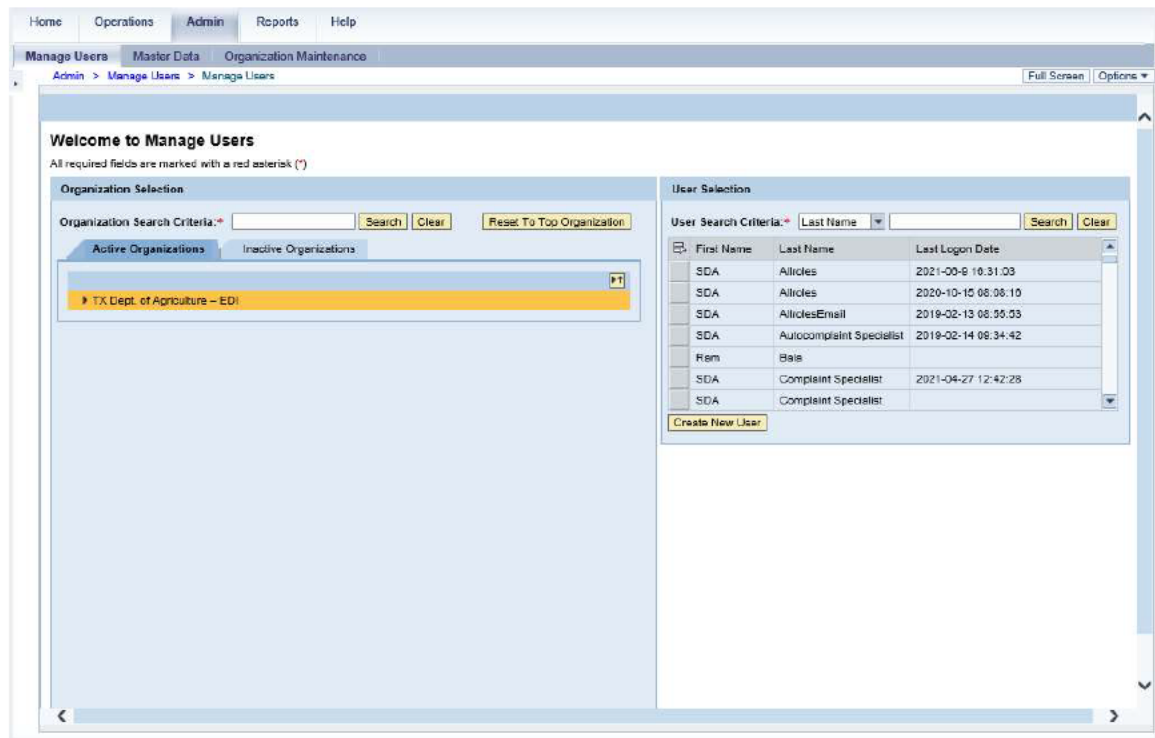 Home Operations Admin Reports Help
Manage Users Master Data Organization Maintenance
Admin > Manage Users > Manage Users
Full Screen Options
Welcome to Manage Users
All required fields are marked with a red asterisk (*)
Organization Selection
Organization Search Criteria:* Search Clear Reset To Top Organization
Active Organizations Inactive Organizations
TX Dept. of Agriculture – EDI
User Selection
User Search Criteria:* Last Name Search Clear
First Name Last Name Last Logon Date
SDA Allroles
SDA Allroles 2020-10-15 08:08:10
SDA AllrolesEmail 2019-02-13
SDA Autocomplaint Specialist 2019-02-14 09:34:42
Ram Bala
SDA Complaint Specialist 2021-04-27 12:42:28
SDA Complaint Specialist
Create New User